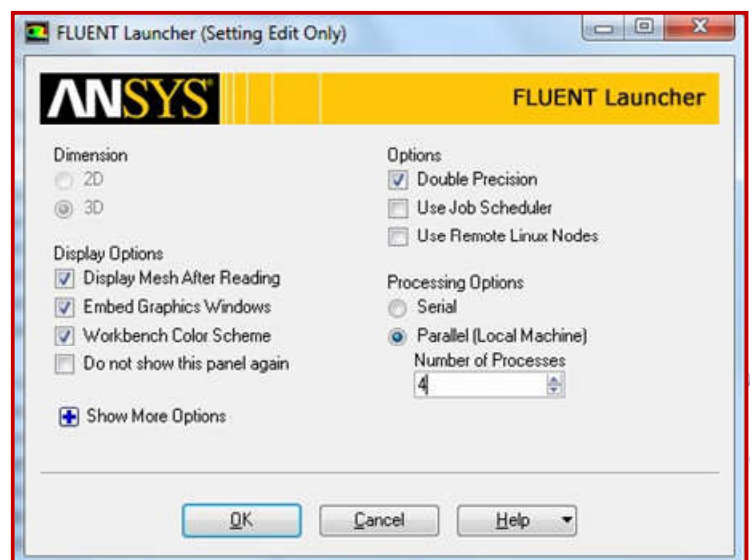 FLUENT Launcher (Setting Edit Only)
ANSYS®
FLUENT Launcher
Dimension
2D
3D
Display Options
Display Mesh After Reading
Embed Graphics Windows
Workbench Color Scheme
Do not show this panel again
Show More Options
Options
Double Precision
Use Job Scheduler
Use Remote Linux Nodes
Processing Options
Serial
Parallel (Local Machine)
Number of Processes
4
OK
Cancel
Help